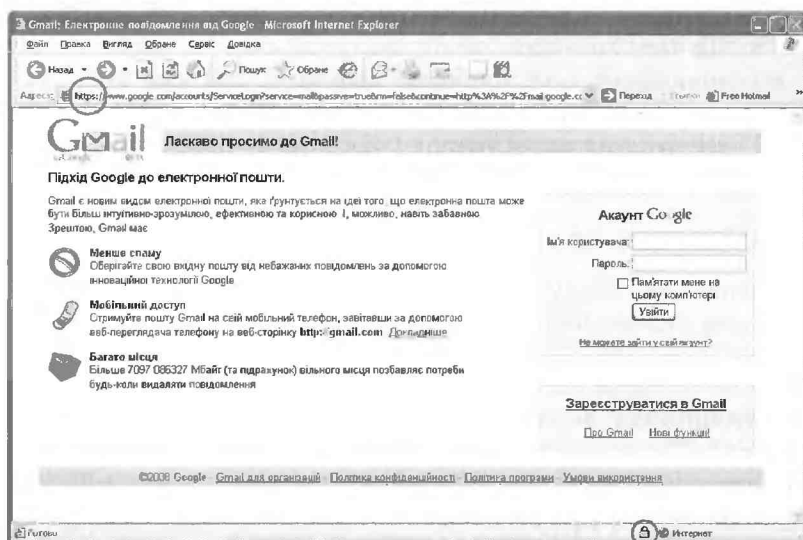 Gmail: Електронне повідомлення від Google - Microsoft Internet Explorer
Файл Правка Вигляд Обране Сервіс Довідка
Назад Пошук Обране
Адреса: https://www.google.com/accounts/ServiceLogin?service=mail&passive=true&rm=false&continue=http%3A%2F%2Fmail.google.cc Перехід Free Hotmail »
Gmail Ласкаво просимо до Gmail!
by Google
Підхід Google до електронної пошти.
Gmail є новим видом електронної пошти, яка ґрунтується на ідеї того, що електронна пошта може
бути більш інтуїтивно-зрозумілою, ефективною та корисною. І, можливо, навіть забавною
Зрештою, Gmail має
Менше спаму
Оберігайте свою вхідну пошту від небажаних повідомлень за допомогою
інноваційної технології Google
Мобільний доступ
Отримуйте пошту Gmail на свій мобільний телефон, завітавши за допомогою
веб-переглядача телефону на веб-сторінку http://gmail.com Докладніше
Багато місця
Більше 7097.086327 Мбайт (та підрахунок) вільного місця позбавляє потреби
будь-коли видаляти повідомлення
Акаунт Google
Ім'я користувача:
Пароль:
Пам'ятати мене на
цьому комп'ютері
Увійти
Не можете зайти у свій акаунт?
Зареєструватися в Gmail
Про Gmail Нові функції!
©2008 Google - Gmail для організацій - Політика конфіденційності - Політика програми - Умови використання
Готово Интернет